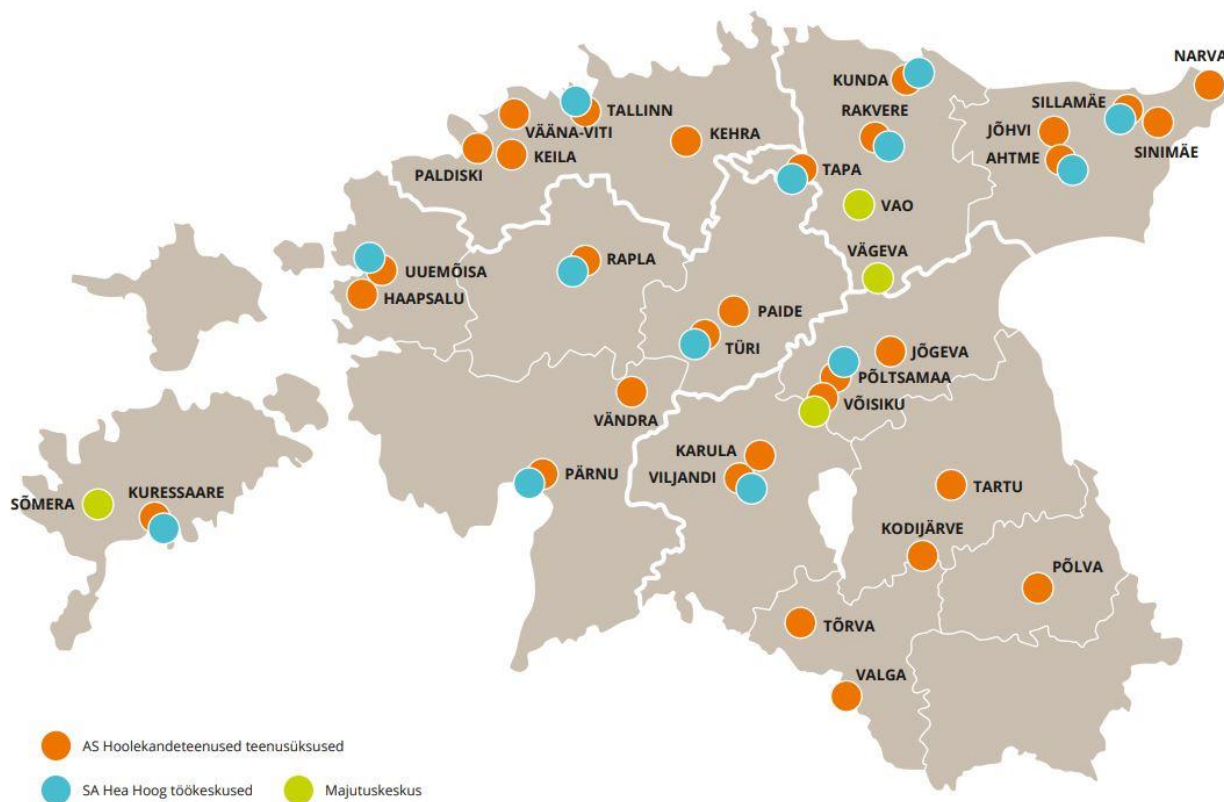 NARVA
KUNDA
SILLAMÄE
TALLINN
RAKVERE
JÕHVI
VÄÄNA-VITI
KEHRA
SINIMÄE
KEILA
AHTME
PALDISKI
TAPA
VAO
VÄGEVA
RAPLA
UUEMÕISA
HAAPSALU
PAIDE
TÜRI
JÕGEVA
PÕLTSAMAA
VÕISIKU
VÄNDRA
KARULA
PÄRNU
VILJANDI
TARTU
KURESSAARE
SÕMERA
KODIJÄRVE
PÕLVA
TÕRVA
VALGA
AS Hoolekandeteenused teenusüksused
SA Hea Hoog töökeskused
Majutuskeskus